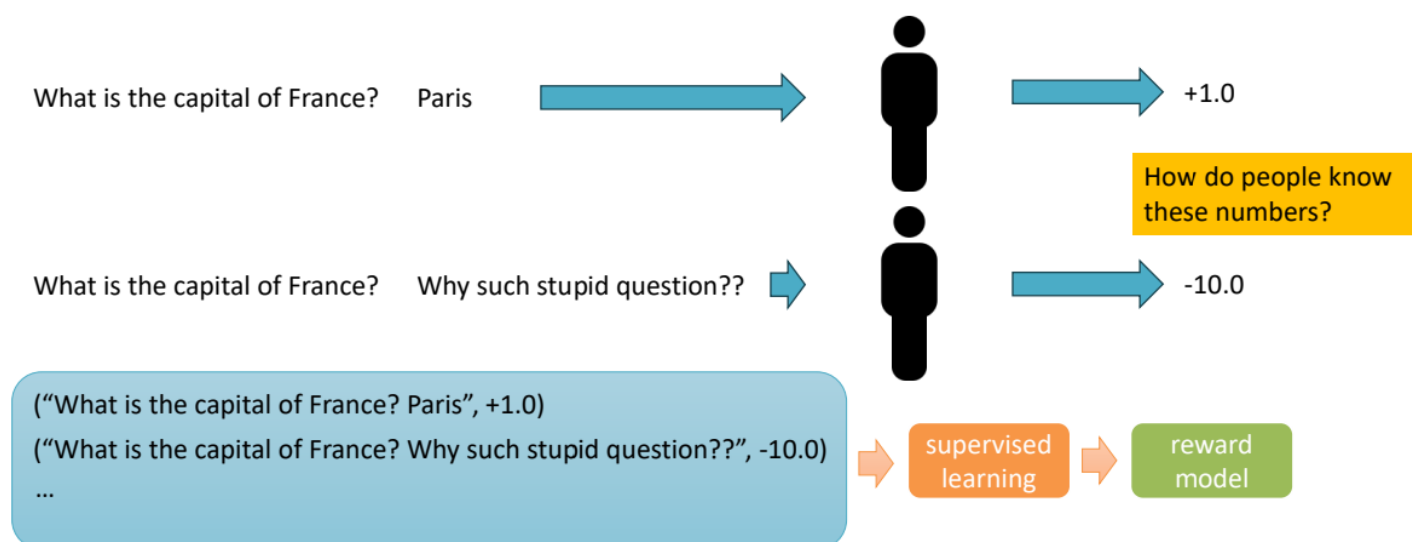 What is the capital of France? Paris +1.0
How do people know
these numbers?
What is the capital of France? Why such stupid question?? -10.0
(“What is the capital of France? Paris”, +1.0)
(“What is the capital of France? Why such stupid question??”, -10.0)
...
supervised
learning
reward
model